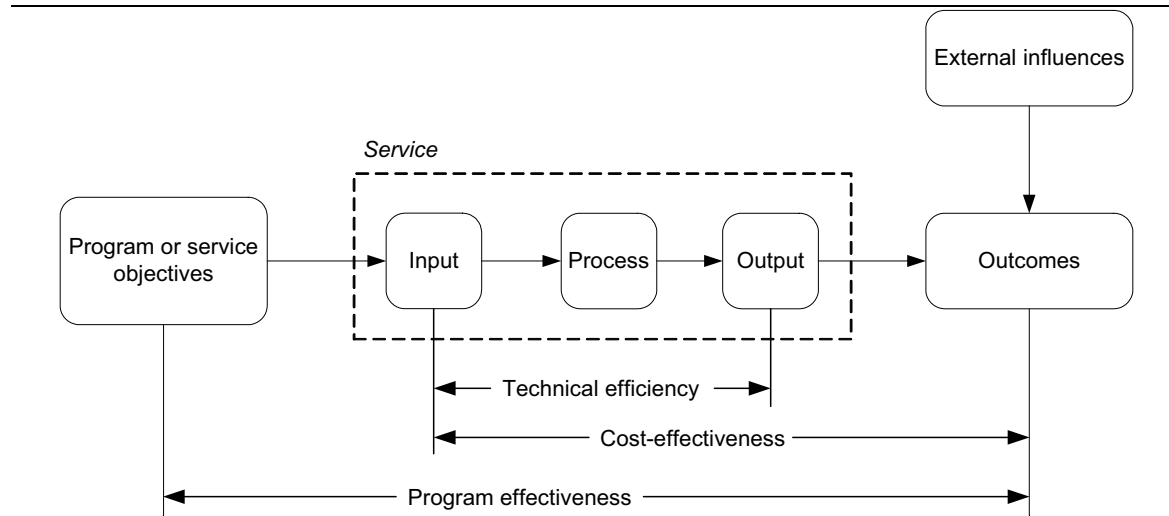 External influences
Service
Program or service
objectives
Input
Process
Output
Outcomes
Technical efficiency
Cost-effectiveness
Program effectiveness